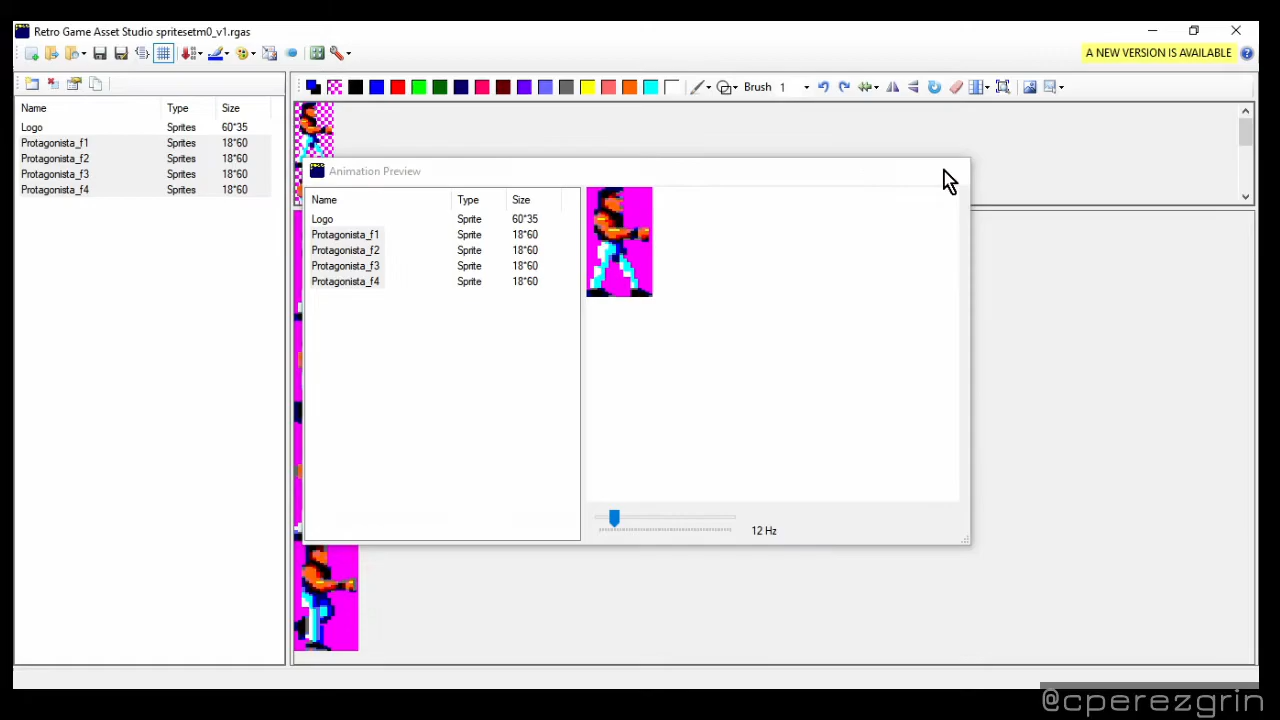 Retro Game Asset Studio spritesetm0_v1.rgas
A NEW VERSION IS AVAILABLE
Brush 1
Name Type Size
Logo Sprites 60*35
Protagonista_f1 Sprites 18*60
Protagonista_f2 Sprites 18*60
Protagonista_f3 Sprites 18*60
Protagonista_f4 Sprites 18*60
Animation Preview
Name Type Size
Logo Sprite 60*35
Protagonista_f1 Sprite 18*60
Protagonista_f2 Sprite 18*60
Protagonista_f3 Sprite 18*60
Protagonista_f4 Sprite 18*60
12 Hz
@cperezgrin